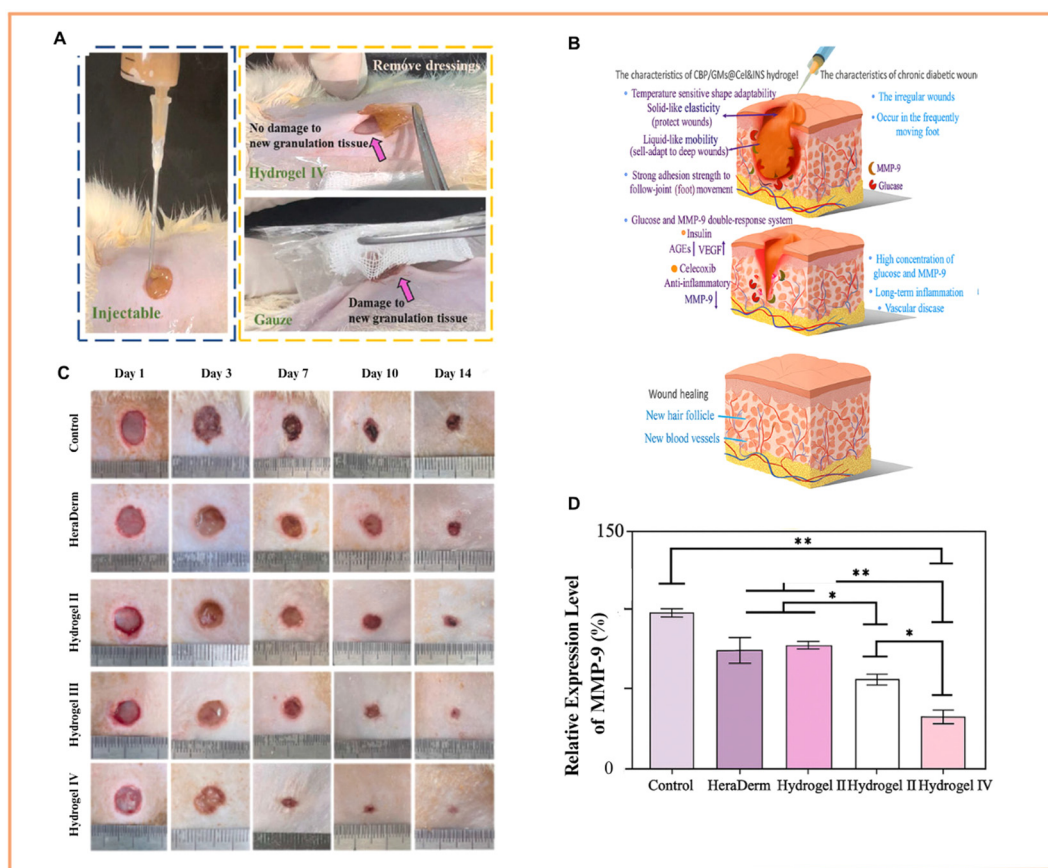 A
Remove dressings
No damage to
new granulation tissue
Hydrogel IV
Injectable
Damage to
new granulation tissue
Gauze
B
The characteristics of CBP/GMs@Cel&INS hydrogel
The characteristics of chronic diabetic woun
Temperature sensitive shape adaptability
Solid-like elasticity
(protect wounds)
Liquid-like mobility
(sell-adapt to deep wounds)
Strong adhesion strength to
follow-joint (foot) movement
The irregular wounds
Occur in the frequently
moving foot
MMP-9
Glucase
Glucose and MMP-9 double-response system
Insulin
AGEs VEGF
Celecoxib
Anti-inflammatory
MMP-9
High concentration of
glucose and MMP-9
Long-term inflammation
Vascular disease
Wound healing
New hair follicle
New blood vessels
C
Day 1 Day 3 Day 7 Day 10 Day 14
Control
HeraDerm
Hydrogel II
Hydrogel III
Hydrogel IV
D
Relative Expression Level
of MMP-9 (%)
150
0
**
**
*
*
Control HeraDerm Hydrogel II Hydrogel II Hydrogel IV